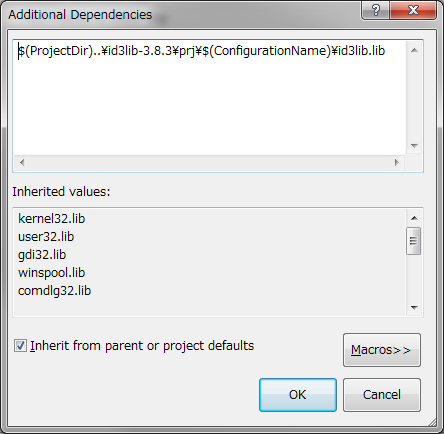 Additional Dependencies
$(ProjectDir)..¥id3lib-3.8.3¥prj¥$(ConfigurationName)¥id3lib.lib
Inherited values:
kernel32.lib
user32.lib
gdi32.lib
winspool.lib
comdlg32.lib
Inherit from parent or project defaults
Macros>>
OK
Cancel